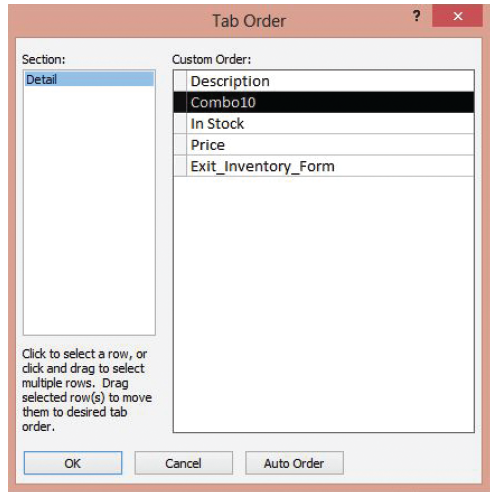 Tab Order
?
×
Section:
Custom Order:
Detail
Description
Combo10
In Stock
Price
Exit_Inventory_Form
Click to select a row, or
click and drag to select
multiple rows. Drag
selected row(s) to move
them to desired tab
order.
OK
Cancel
Auto Order